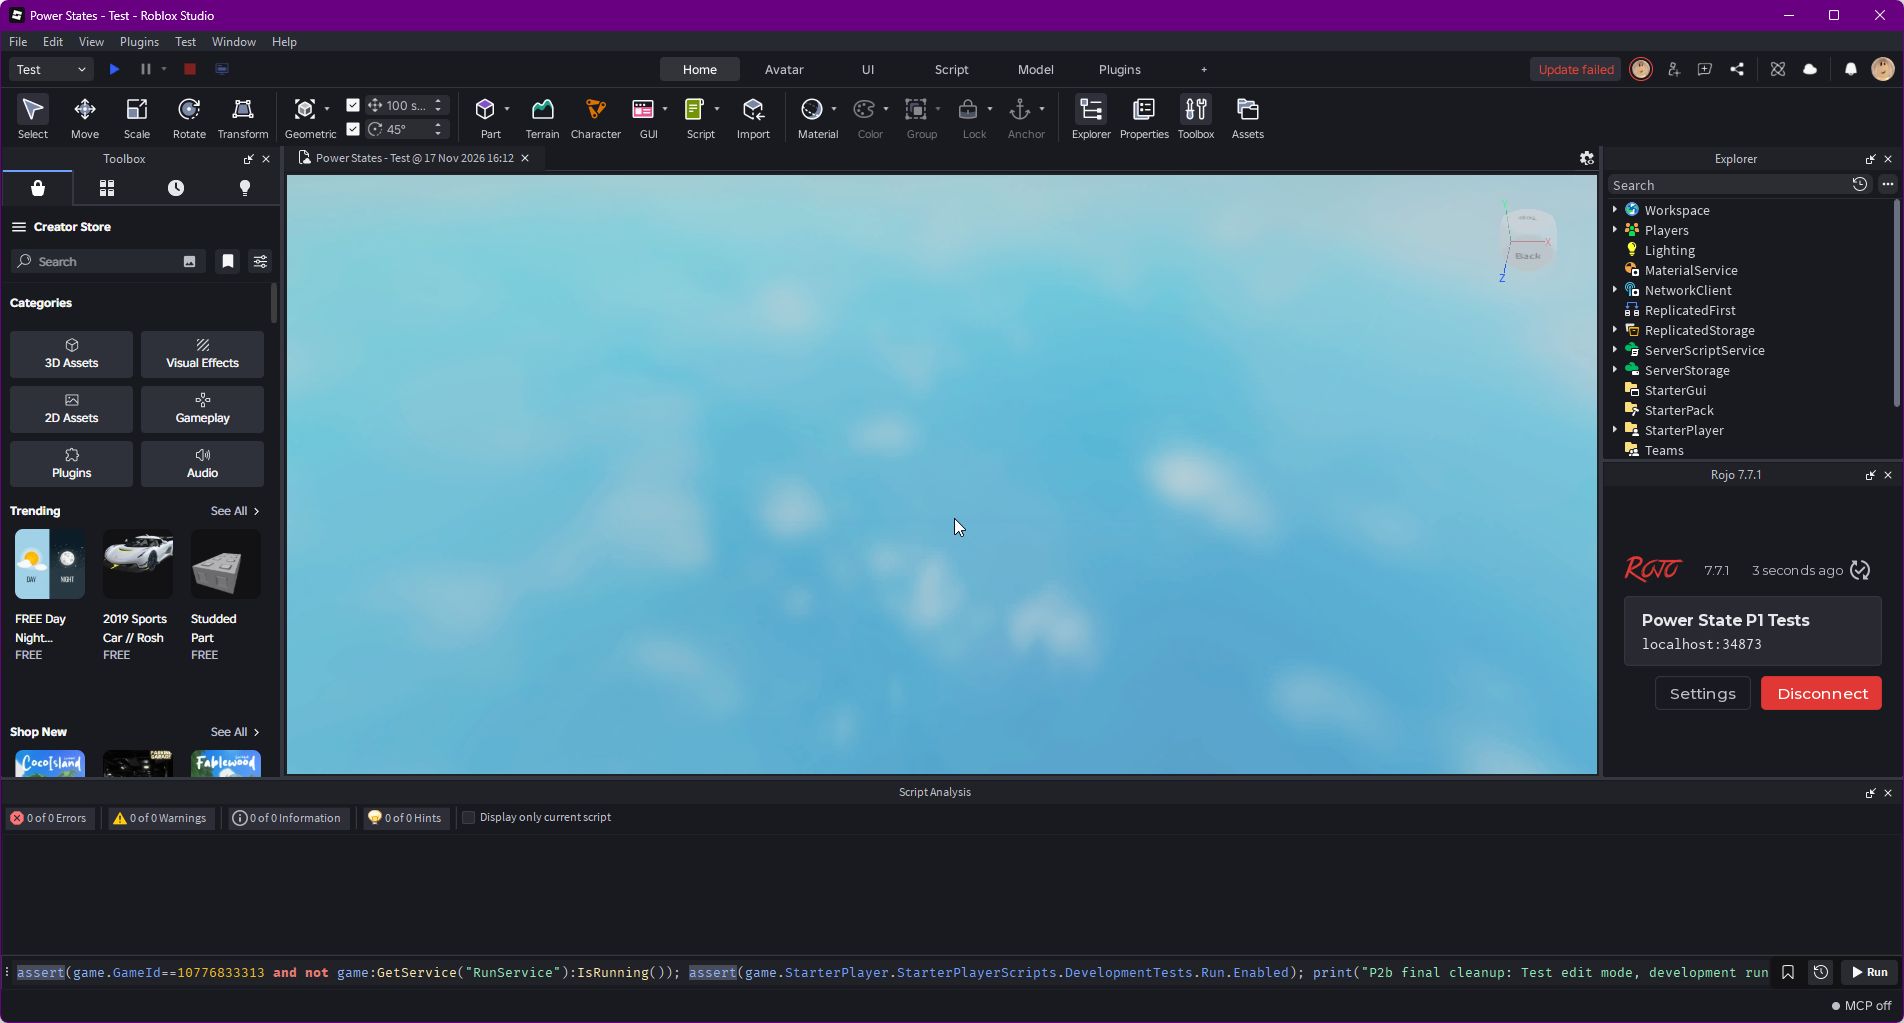 Power States - Test - Roblox Studio
File Edit View Plugins Test Window Help
Test Home Avatar UI Script Model Plugins + Update failed
100 s...
45°
Select Move Scale Rotate Transform Geometric Part Terrain Character GUI Script Import Material Color Group Lock Anchor Explorer Properties Toolbox Assets
Toolbox
Power States - Test @ 17 Nov 2026 16:12
Explorer
Creator Store
Search
Categories
3D Assets Visual Effects
2D Assets Gameplay
Plugins Audio
Trending See All
DAY NIGHT
FREE Day Night... FREE
2019 Sports Car // Rosh FREE
Studded Part FREE
Shop New See All
CocoIsland
Fablewood
Y
X
Back
Z
Search
Workspace
Players
Lighting
MaterialService
NetworkClient
ReplicatedFirst
ReplicatedStorage
ServerScriptService
ServerStorage
StarterGui
StarterPack
StarterPlayer
Teams
Rojo 7.7.1
ROJO 7.7.1 3 seconds ago
Power State P1 Tests
localhost:34873
Settings Disconnect
Script Analysis
0 of 0 Errors 0 of 0 Warnings 0 of 0 Information 0 of 0 Hints Display only current script
assert(game.GameId==10776833313 and not game:GetService("RunService"):IsRunning()); assert(game.StarterPlayer.StarterPlayerScripts.DevelopmentTests.Run.Enabled); print("P2b final cleanup: Test edit mode, development run
Run
MCP off